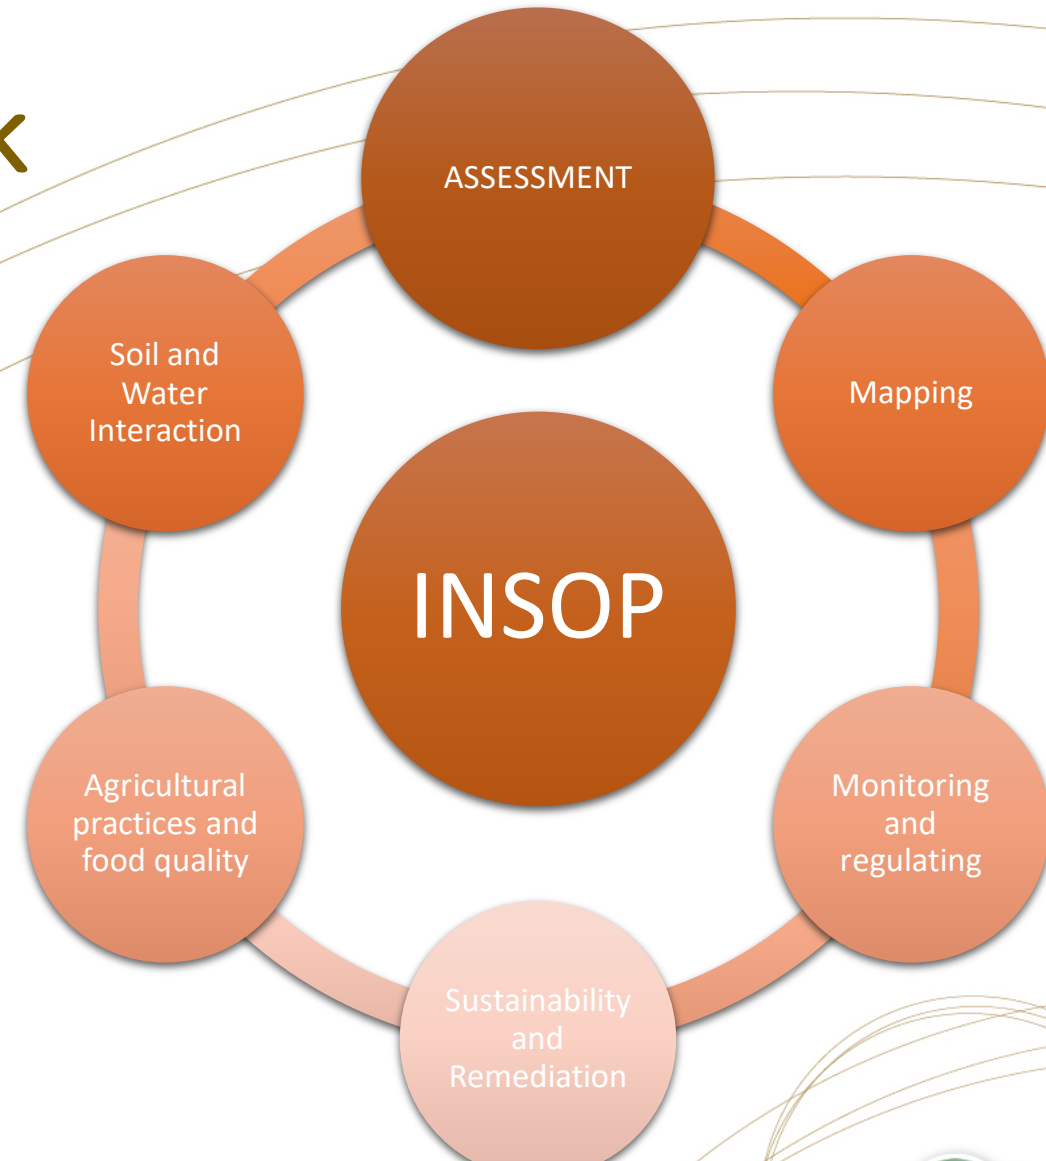 k
ASSESSMENT
Mapping
Monitoring
and
regulating
Sustainability
and
Remediation
Agricultural
practices and
food quality
Soil and
Water
Interaction
INSOP